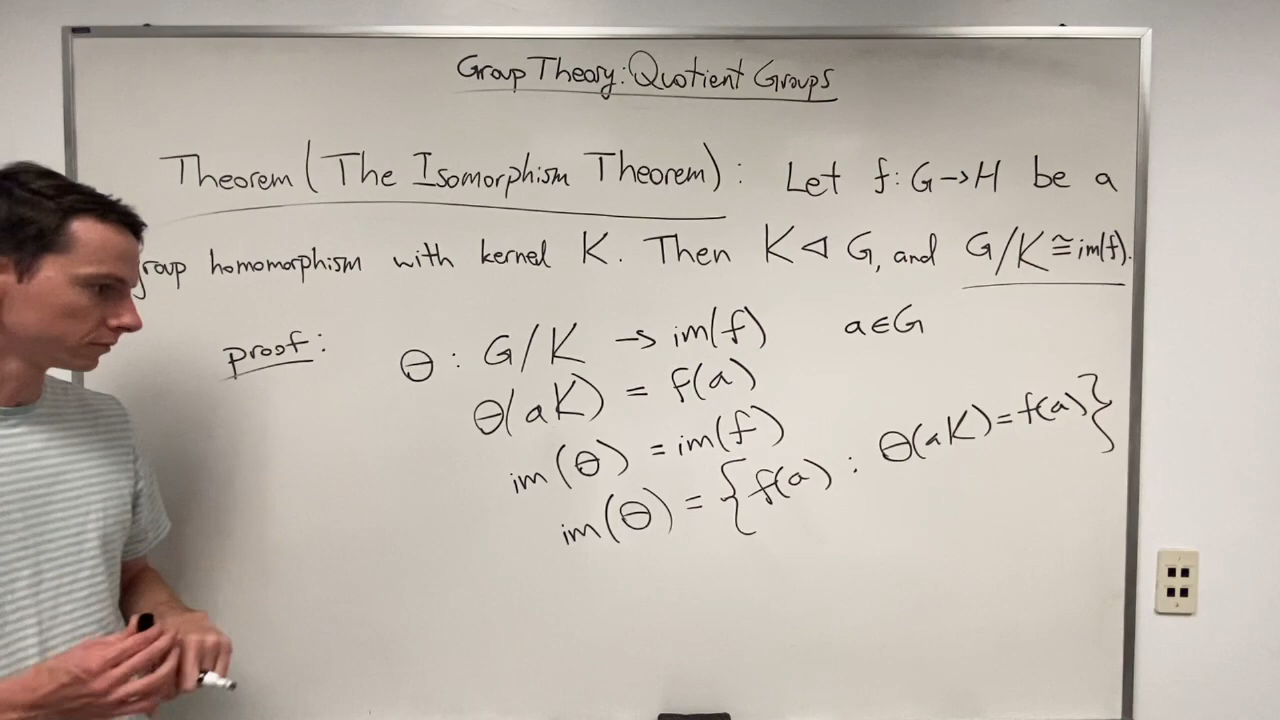 Group Theory: Quotient Groups
Theorem (The Isomorphism Theorem): Let f: G→H be a
roup homomorphism with kernel K. Then K ⊲ G, and G/K ≅ im(f).
proof: θ : G/K → im(f) a∈G
θ(aK) = f(a)
im(θ) = im(f)
im(θ) = {f(a) : θ(aK)=f(a)}